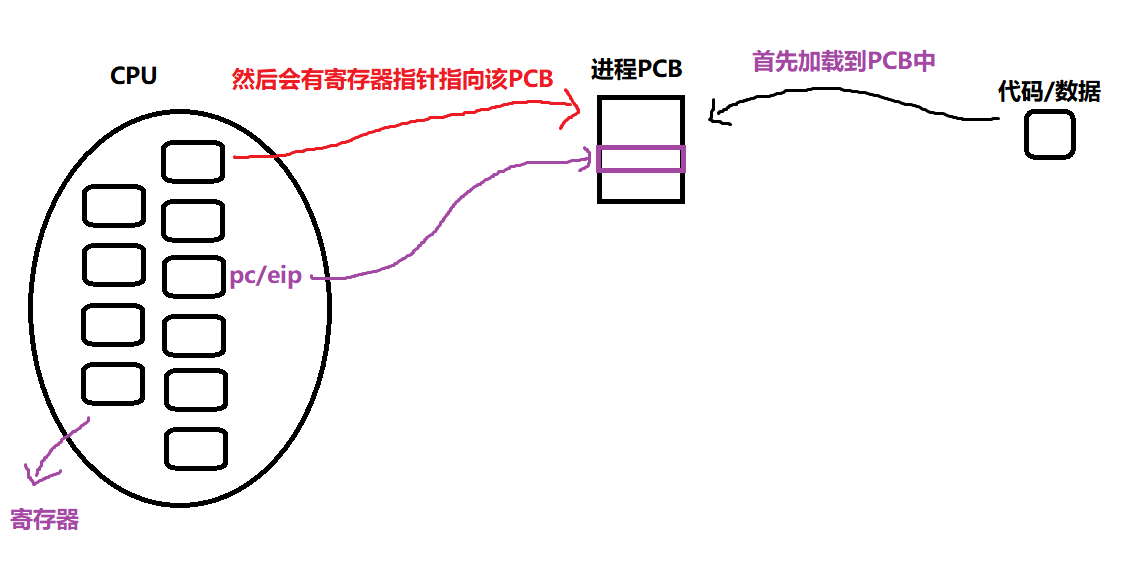 CPU
然后会有寄存器指针指向该PCB
进程PCB
首先加载到PCB中
代码/数据
pc/eip
寄存器